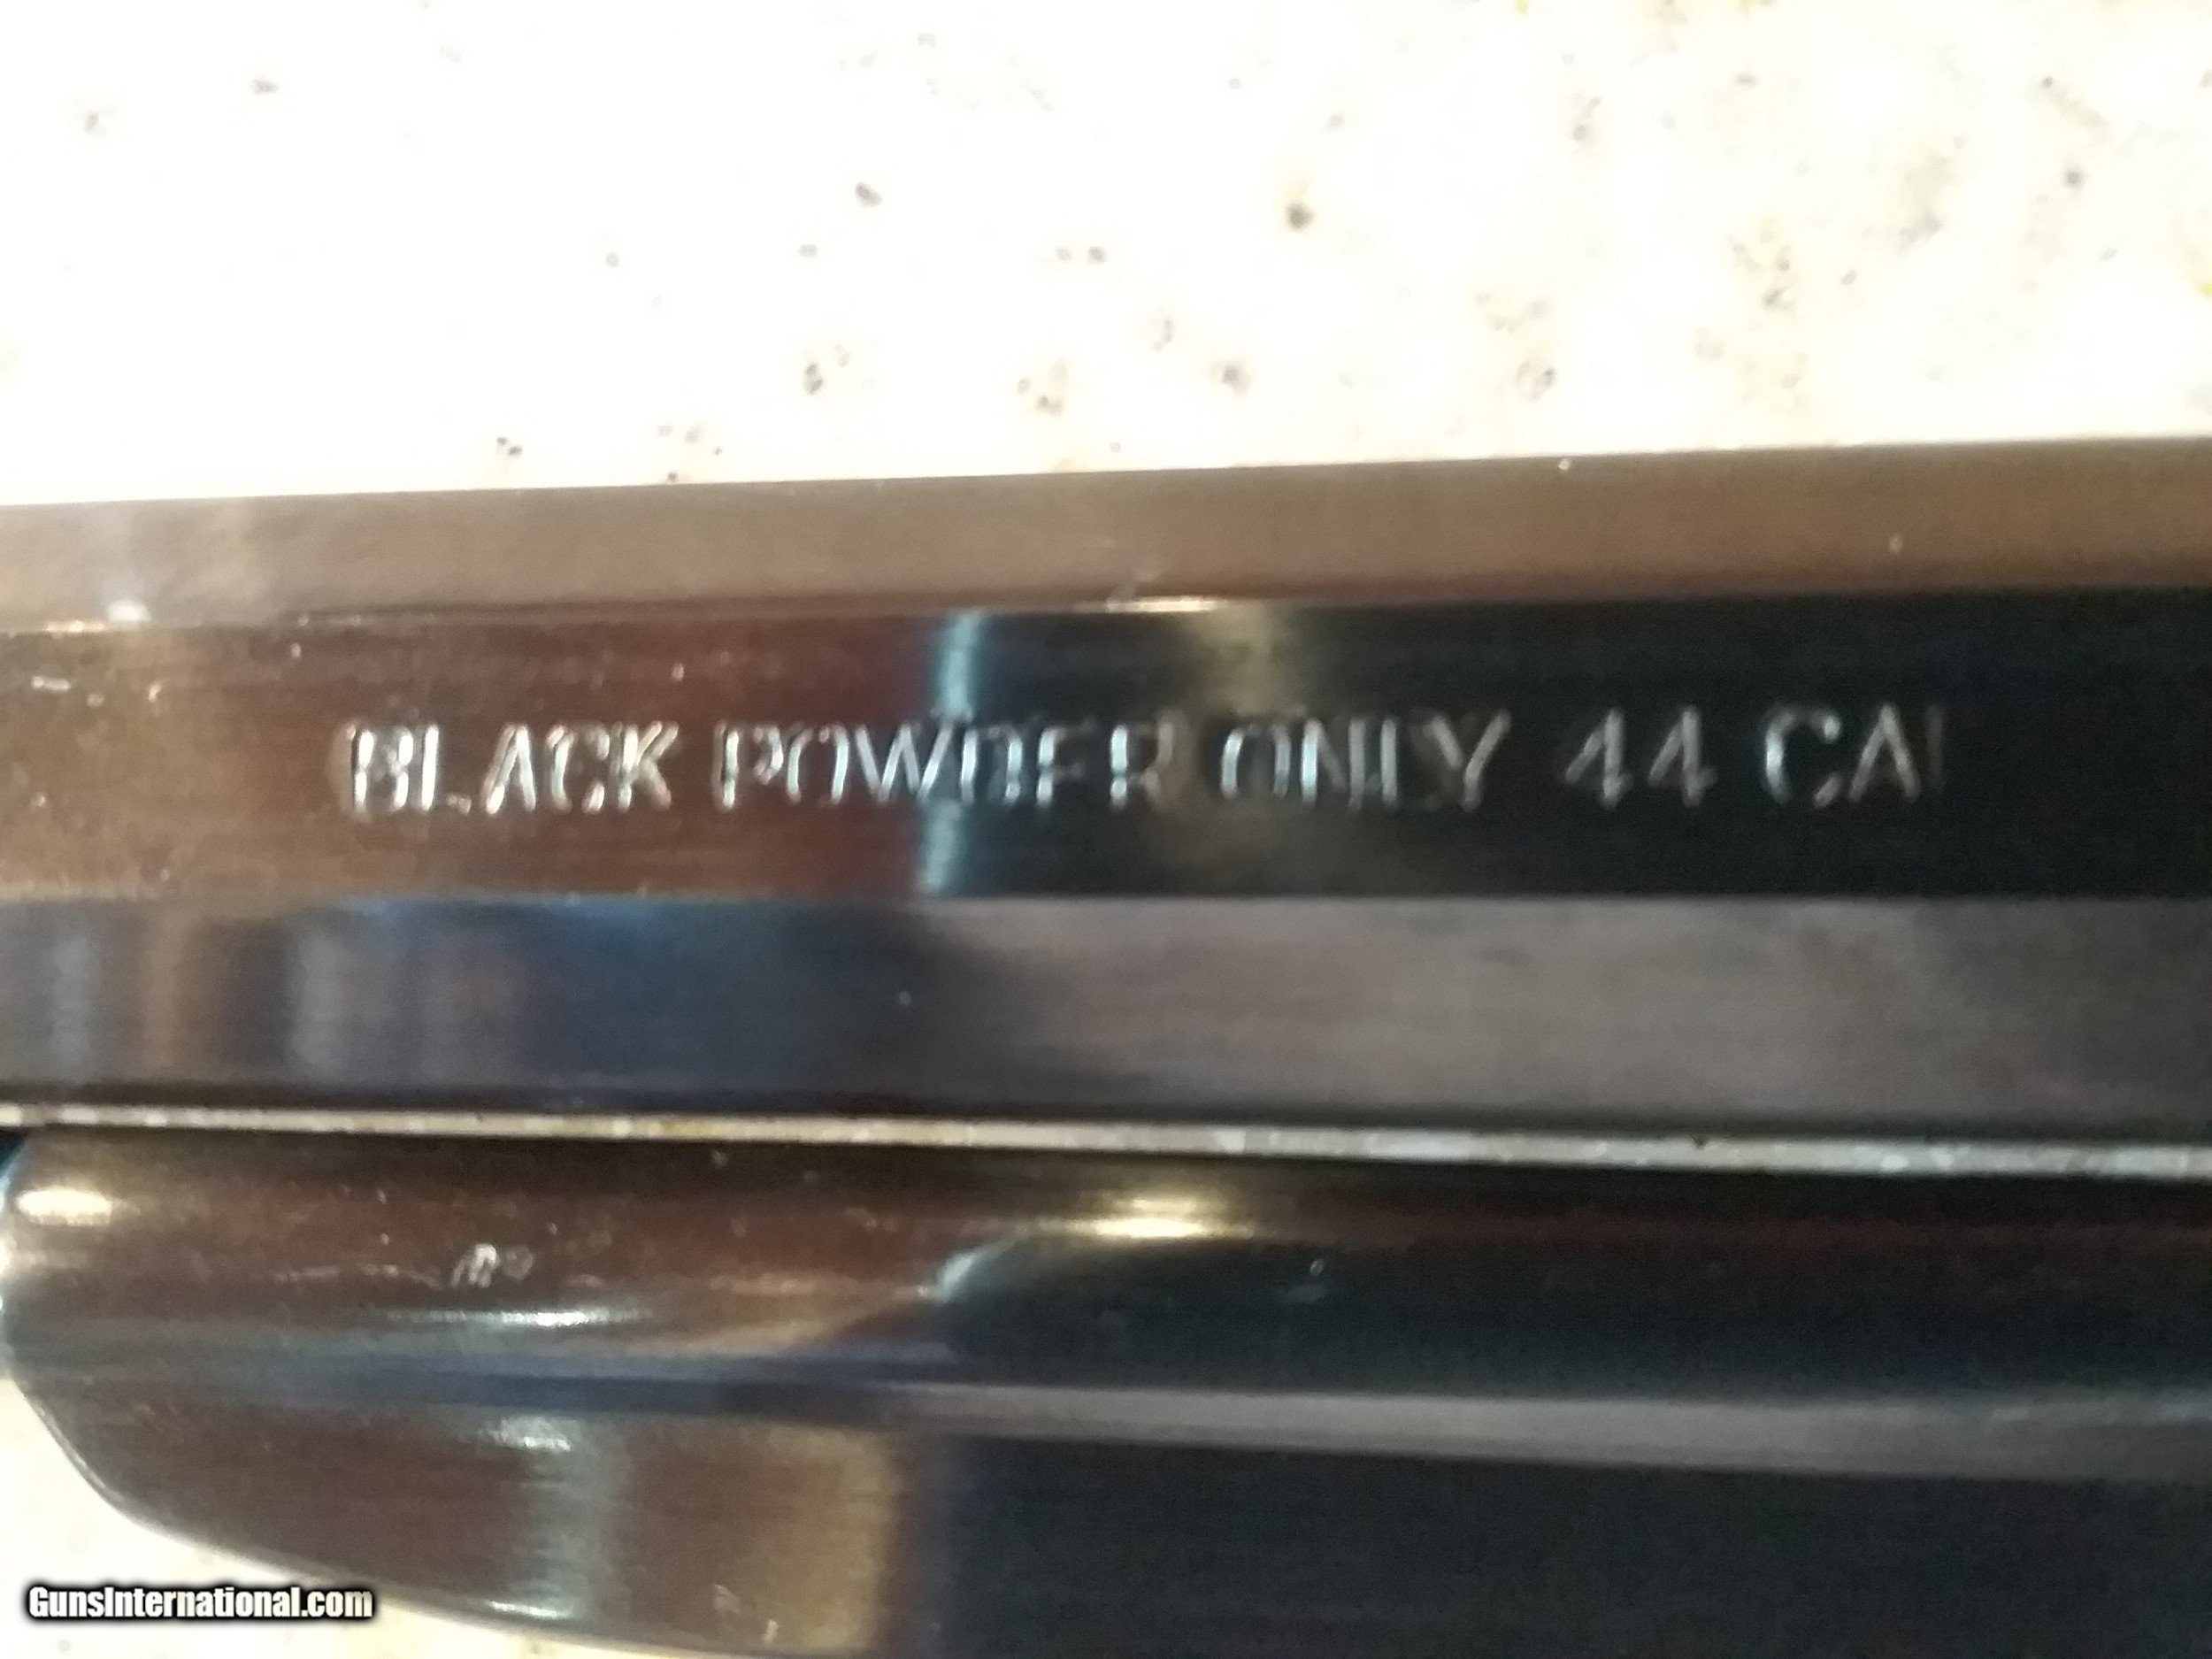 BLACK POWDER ONLY 44 CAL
GunsInternational.com